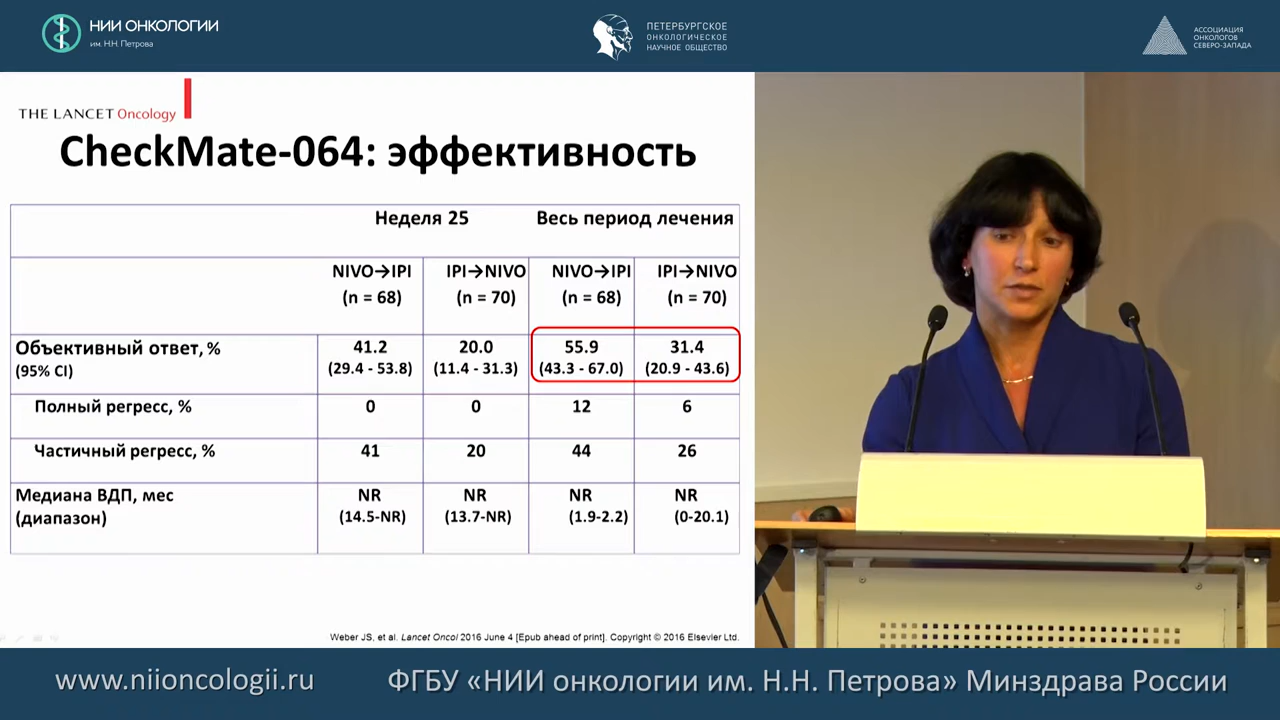 НИИ ОНКОЛОГИИ
им. Н.Н. Петрова
ПЕТЕРБУРГСКОЕ
ОНКОЛОГИЧЕСКОЕ
НАУЧНОЕ ОБЩЕСТВО
АССОЦИАЦИЯ
ОНКОЛОГОВ
СЕВЕРО-ЗАПАДА
THE LANCET Oncology
CheckMate-064: эффективность
Неделя 25 Весь период лечения
NIVO→IPI IPI→NIVO NIVO→IPI IPI→NIVO
(n = 68) (n = 70) (n = 68) (n = 70)
Объективный ответ, % 41.2 20.0 55.9 31.4
(95% CI) (29.4 - 53.8) (11.4 - 31.3) (43.3 - 67.0) (20.9 - 43.6)
Полный регресс, % 0 0 12 6
Частичный регресс, % 41 20 44 26
Медиана ВДП, мес NR NR NR NR
(диапазон) (14.5-NR) (13.7-NR) (1.9-2.2) (0-20.1)
Weber JS, et al. Lancet Oncol 2016 June 4 [Epub ahead of print]. Copyright © 2016 Elsevier Ltd.
www.niioncologii.ru ФГБУ «НИИ онкологии им. Н.Н. Петрова» Минздрава России